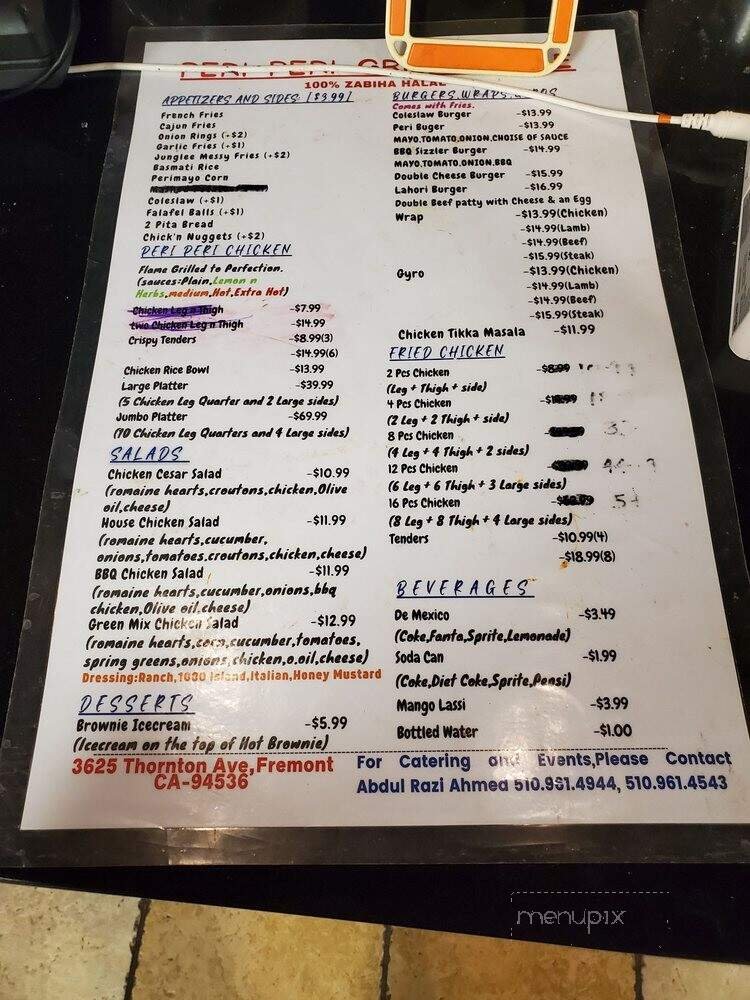 PERI PERI
100% ZABIHA HALAL
APPETIZERS AND SIDES [$3.99]
French Fries
Cajun Fries
Onion Rings (+$2)
Garlic Fries (+$1)
Junglee Messy Fries (+$2)
Basmati Rice
Perimayo Corn
Coleslaw (+$1)
Falafel Balls (+$1)
2 Pita Bread
Chick'n Nuggets (+$2)
PERI PERI CHICKEN
Flame Grilled to Perfection.
(sauces:Plain,Lemon n
Herbs,medium,Hot,Extra Hot)
Chicken Leg n Thigh -$7.99
two Chicken Leg n Thigh -$14.99
Crispy Tenders -$8.99(3)
-$14.99(6)
Chicken Rice Bowl -$13.99
Large Platter -$39.99
(5 Chicken Leg Quarter and 2 Large sides)
Jumbo Platter -$69.99
(10 Chicken Leg Quarters and 4 Large sides)
SALADS
Chicken Cesar Salad -$10.99
(romaine hearts,croutons,chicken,Olive
oil,cheese)
House Chicken Salad -$11.99
(romaine hearts,cucumber,
onions,tomatoes,croutons,chicken,cheese)
BBQ Chicken Salad -$11.99
(romaine hearts,cucumber,onions,bbq
chicken,Olive oil,cheese)
Green Mix Chicken Salad -$12.99
(romaine hearts,corn,cucumber,tomatoes,
spring greens,onions,chicken,o.oil,cheese)
Dressing:Ranch,1000 Island,Italian,Honey Mustard
DESSERTS
Brownie Icecream -$5.99
(Icecream on the top of Hot Brownie)
BURGERS,WRAPS,
Comes with Fries.
Coleslaw Burger -$13.99
Peri Buger -$13.99
MAYO,TOMATO,ONION,CHOISE OF SAUCE
BBQ Sizzler Burger -$14.99
MAYO,TOMATO,ONION,BBQ
Double Cheese Burger -$15.99
Lahori Burger -$16.99
Double Beef patty with Cheese & an Egg
Wrap -$13.99(Chicken)
-$14.99(Lamb)
-$14.99(Beef)
-$15.99(Steak)
Gyro -$13.99(Chicken)
-$14.99(Lamb)
-$14.99(Beef)
-$15.99(Steak)
Chicken Tikka Masala -$11.99
FRIED CHICKEN
2 Pcs Chicken
(Leg + Thigh + side)
4 Pcs Chicken
(2 Leg + 2 Thigh + side)
8 Pcs Chicken
(4 Leg + 4 Thigh + 2 sides)
12 Pcs Chicken
(6 Leg + 6 Thigh + 3 Large sides)
16 Pcs Chicken
(8 Leg + 8 Thigh + 4 Large sides)
Tenders -$10.99(4)
-$18.99(8)
BEVERAGES
De Mexico -$3.49
(Coke,Fanta,Sprite,Lemonade)
Soda Can -$1.99
(Coke,Diet Coke,Sprite,Pepsi)
Mango Lassi -$3.99
Bottled Water -$1.00
3625 Thornton Ave,Fremont
CA-94536
For Catering and Events,Please Contact
Abdul Razi Ahmed 510.961.4944, 510.961.4543
menupix